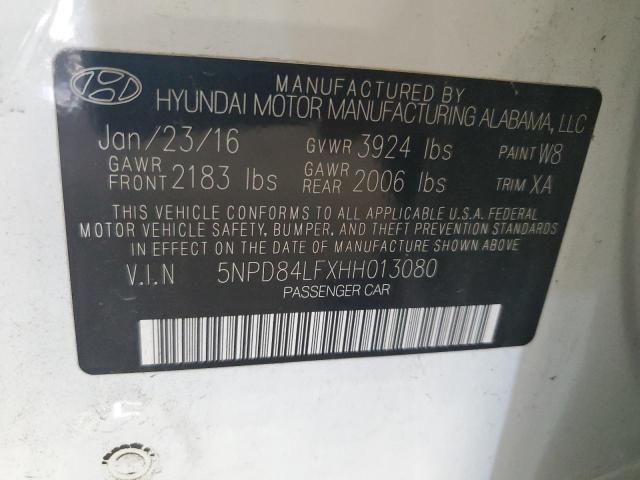 MANUFACTURED BY
HYUNDAI MOTOR MANUFACTURING ALABAMA, LLC
Jan/23/16 GVWR 3924 lbs PAINT W8
GAWR FRONT 2183 lbs GAWR REAR 2006 lbs TRIM XA
THIS VEHICLE CONFORMS TO ALL APPLICABLE U.S.A. FEDERAL
MOTOR VEHICLE SAFETY, BUMPER, AND THEFT PREVENTION STANDARDS
IN EFFECT ON THE DATE OF MANUFACTURE SHOWN ABOVE.
V.I.N 5NPD84LFXHH013080
PASSENGER CAR